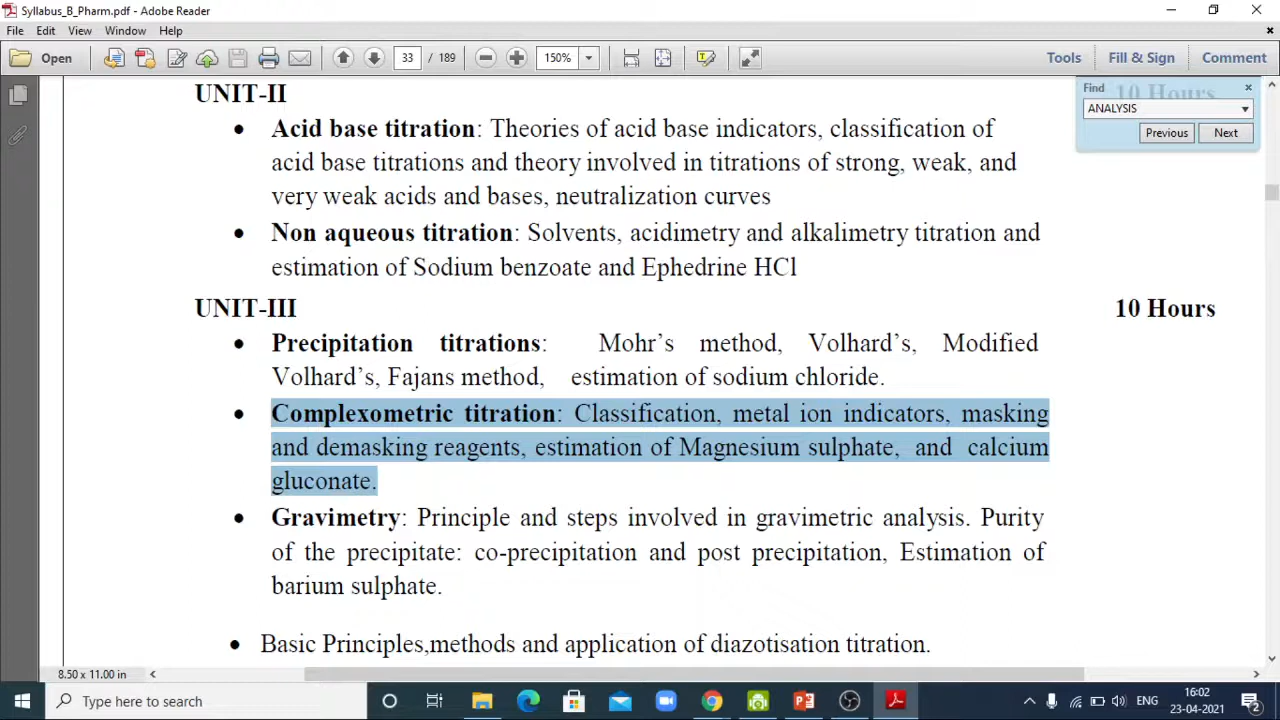 Syllabus_B_Pharm.pdf - Adobe Reader
File Edit View Window Help
Open 33 / 189 150% Tools Fill & Sign Comment
Find
ANALYSIS
Previous Next
UNIT-II 10 Hours
• Acid base titration: Theories of acid base indicators, classification of
acid base titrations and theory involved in titrations of strong, weak, and
very weak acids and bases, neutralization curves
• Non aqueous titration: Solvents, acidimetry and alkalimetry titration and
estimation of Sodium benzoate and Ephedrine HCl
UNIT-III 10 Hours
• Precipitation titrations: Mohr's method, Volhard's, Modified
Volhard's, Fajans method, estimation of sodium chloride.
• Complexometric titration: Classification, metal ion indicators, masking
and demasking reagents, estimation of Magnesium sulphate, and calcium
gluconate.
• Gravimetry: Principle and steps involved in gravimetric analysis. Purity
of the precipitate: co-precipitation and post precipitation, Estimation of
barium sulphate.
• Basic Principles,methods and application of diazotisation titration.
8.50 x 11.00 in
Type here to search
ENG
16:02
23-04-2021
2